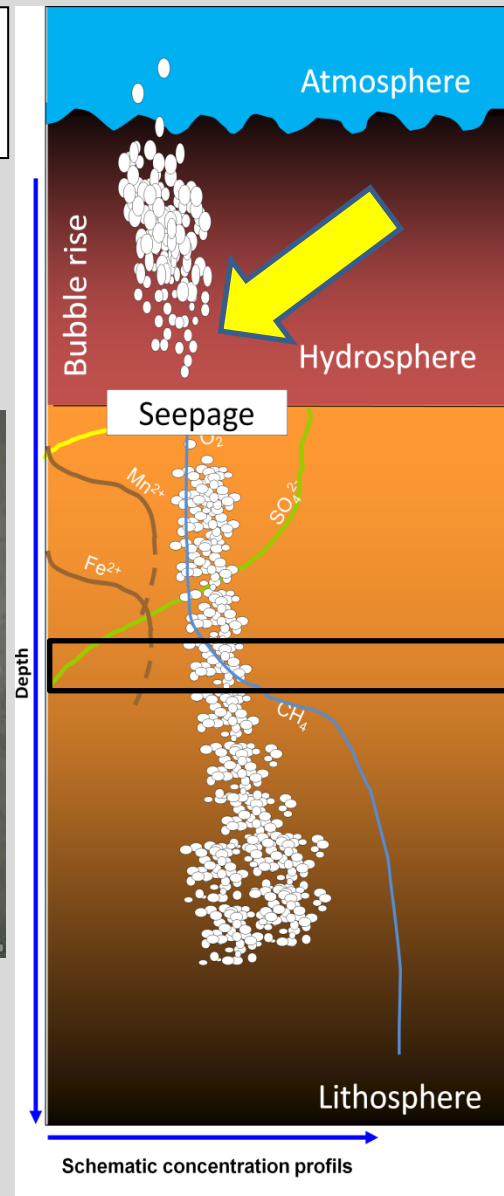 Atmosphere
Bubble rise
Hydrosphere
Seepage
O₂
Mn²⁺
SO₄²⁻
Fe²⁺
Depth
CH₄
Lithosphere
Schematic concentration profils